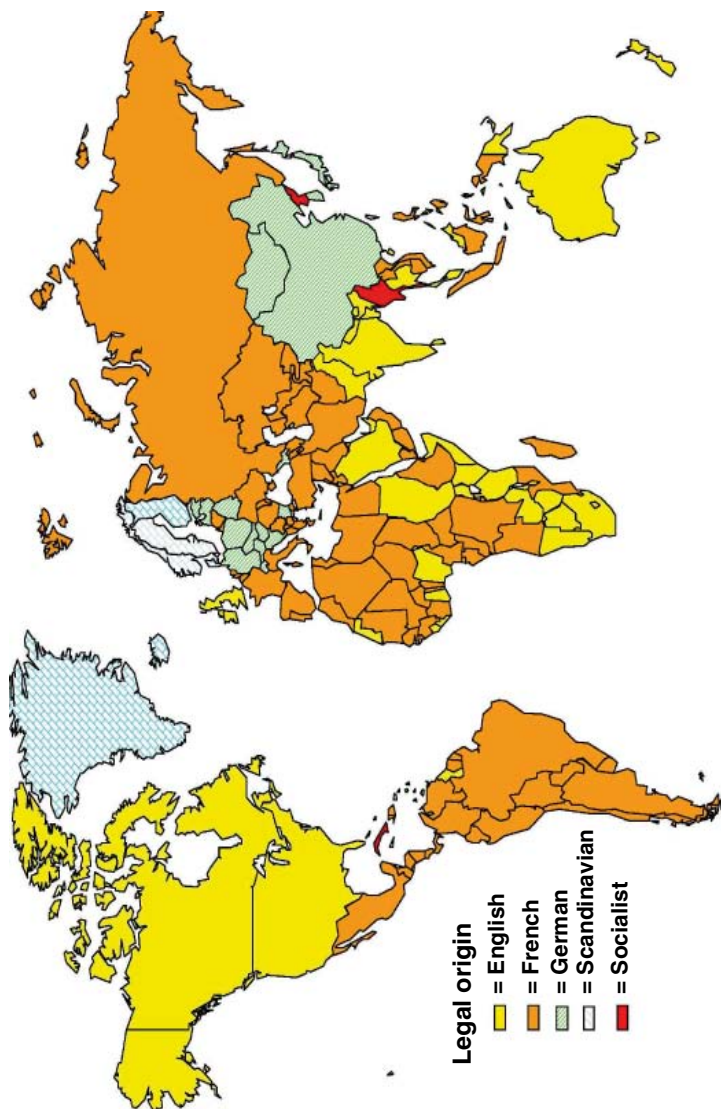 Legal origin
= English
= French
= German
= Scandinavian
= Socialist